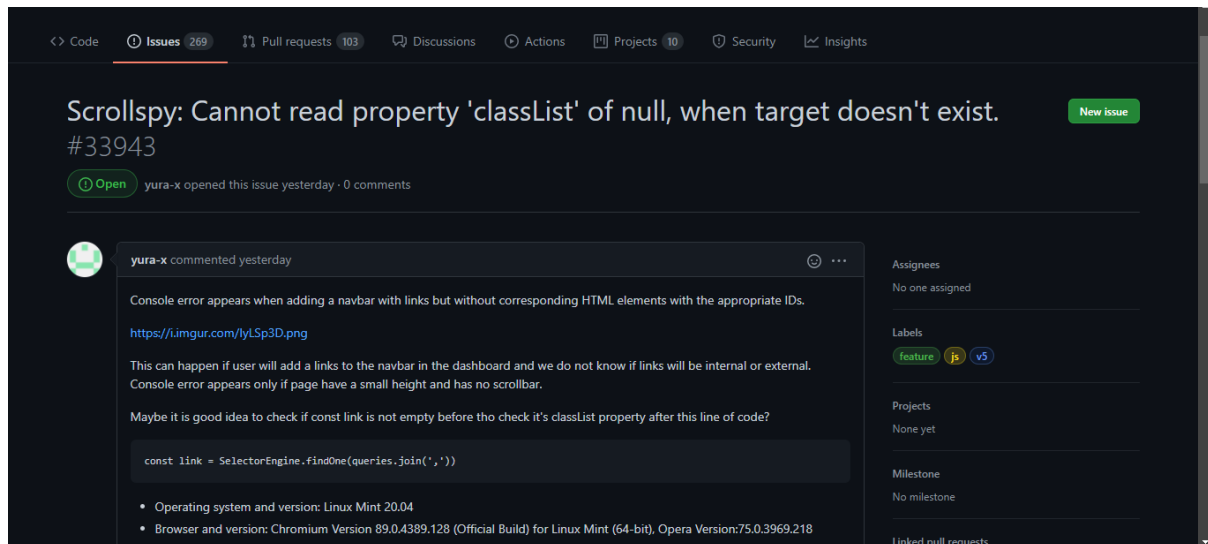 Code
Issues 269
Pull requests 103
Discussions
Actions
Projects 10
Security
Insights
Scrollspy: Cannot read property 'classList' of null, when target doesn't exist.
#33943
New issue
Open
yura-x opened this issue yesterday · 0 comments
yura-x commented yesterday
Console error appears when adding a navbar with links but without corresponding HTML elements with the appropriate IDs.
https://i.imgur.com/lyLSp3D.png
This can happen if user will add a links to the navbar in the dashboard and we do not know if links will be internal or external.
Console error appears only if page have a small height and has no scrollbar.
Maybe it is good idea to check if const link is not empty before tho check it's classList property after this line of code?
const link = SelectorEngine.findOne(queries.join(','))
• Operating system and version: Linux Mint 20.04
• Browser and version: Chromium Version 89.0.4389.128 (Official Build) for Linux Mint (64-bit), Opera Version:75.0.3969.218
Assignees
No one assigned
Labels
feature js v5
Projects
None yet
Milestone
No milestone
Linked pull requests